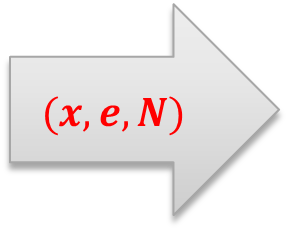 (x, e, N)